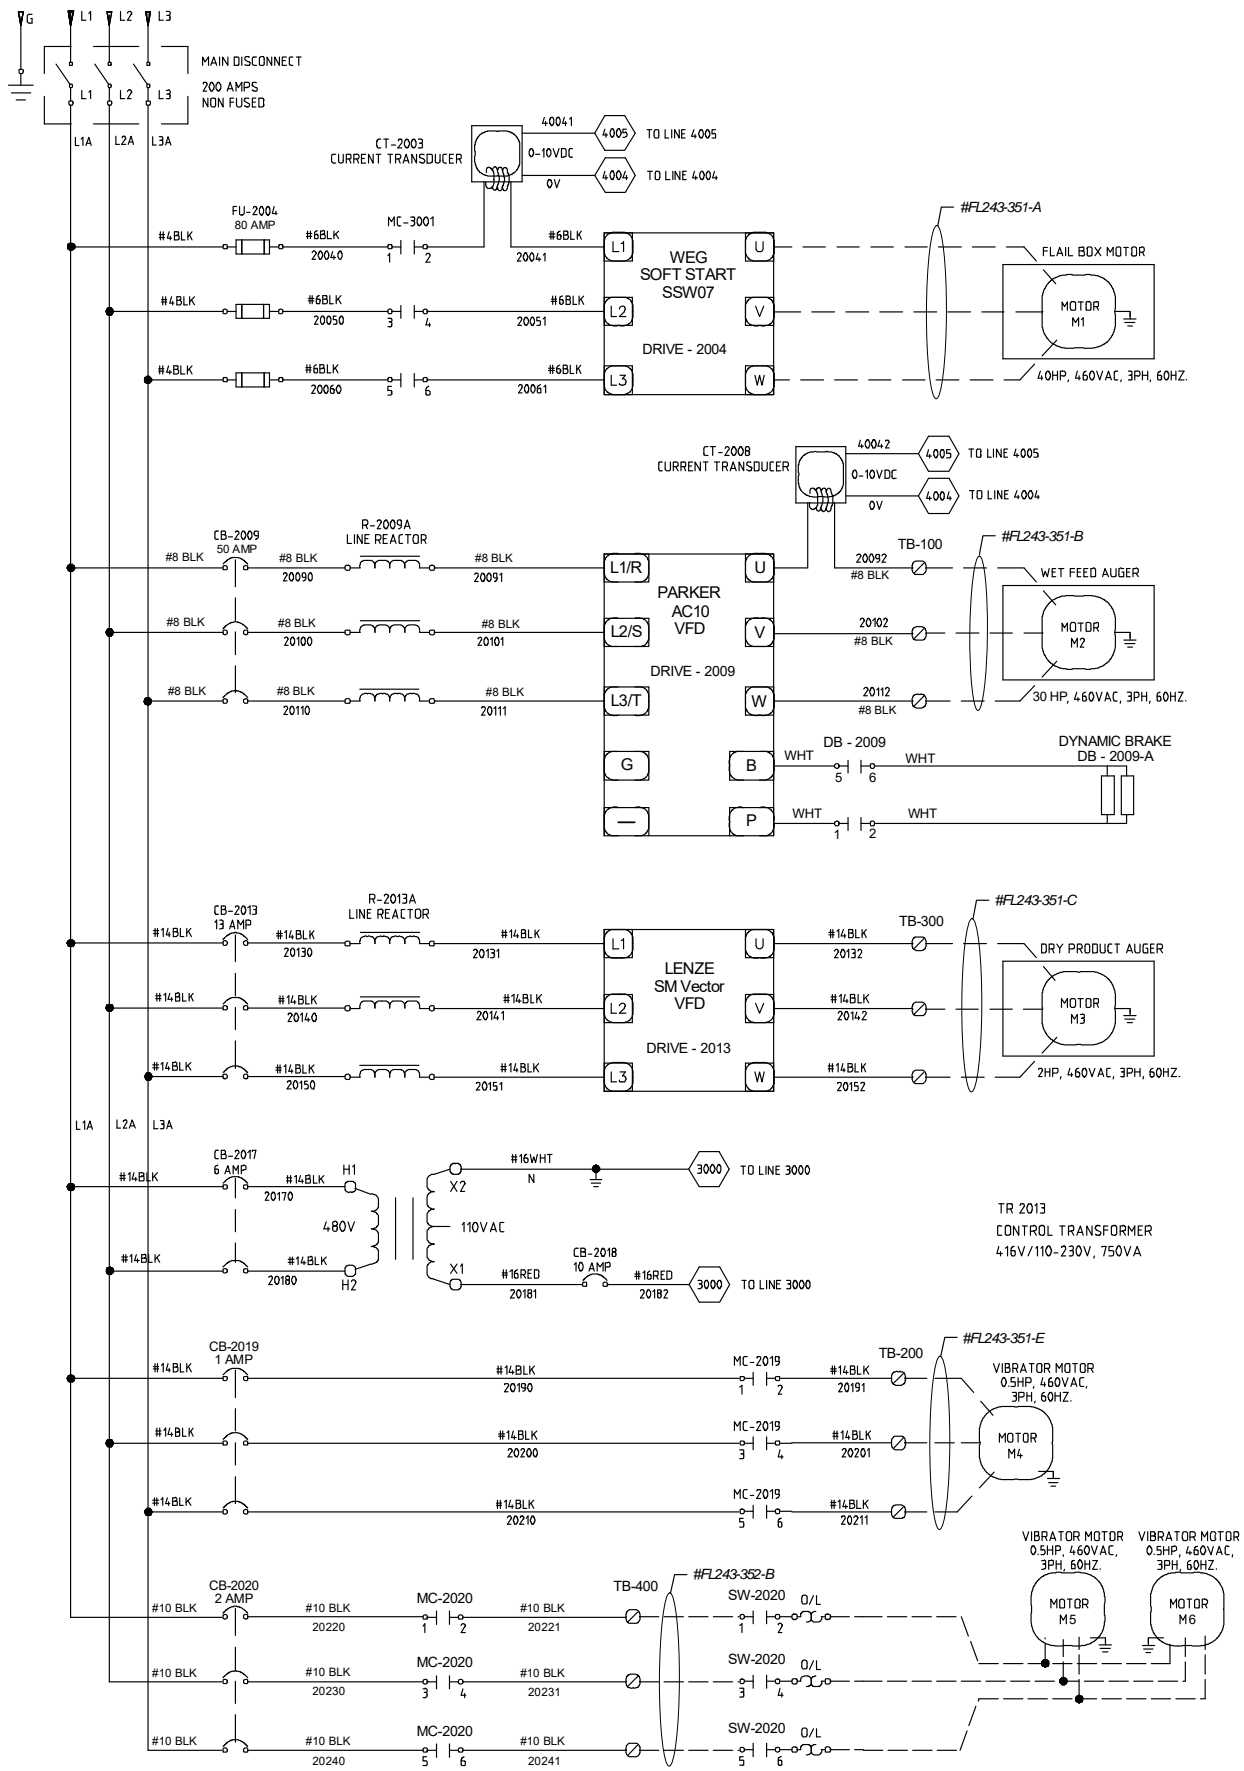 G
L1
L2
L3
MAIN DISCONNECT
200 AMPS
NON FUSED
L1
L2
L3
L1A
L2A
L3A
CT-2003
CURRENT TRANSDUCER
40041
4005
TO LINE 4005
0-10VDC
0V
4004
TO LINE 4004
#FL243-351-A
FU-2004
80 AMP
MC-3001
#4BLK
#6BLK
20040
1
2
#6BLK
20041
L1
WEG
SOFT START
SSW07
U
FLAIL BOX MOTOR
#4BLK
#6BLK
20050
3
4
#6BLK
20051
L2
V
MOTOR
M1
DRIVE - 2004
#4BLK
#6BLK
20060
5
6
#6BLK
20061
L3
W
40HP, 460VAC, 3PH, 60HZ.
CT-2008
CURRENT TRANSDUCER
40042
4005
TO LINE 4005
0-10VDC
0V
4004
TO LINE 4004
CB-2009
50 AMP
R-2009A
LINE REACTOR
TB-100
#FL243-351-B
#8 BLK
#8 BLK
20090
#8 BLK
20091
L1/R
PARKER
AC10
VFD
U
20092
#8 BLK
WET FEED AUGER
#8 BLK
#8 BLK
20100
#8 BLK
20101
L2/S
V
20102
#8 BLK
MOTOR
M2
DRIVE - 2009
#8 BLK
#8 BLK
20110
#8 BLK
20111
L3/T
W
20112
#8 BLK
30 HP, 460VAC, 3PH, 60HZ.
G
B
WHT
DB - 2009
5
6
WHT
DYNAMIC BRAKE
DB - 2009-A
—
P
WHT
1
2
WHT
CB-2013
13 AMP
R-2013A
LINE REACTOR
TB-300
#FL243-351-C
#14BLK
#14BLK
20130
#14BLK
20131
L1
LENZE
SM Vector
VFD
U
#14BLK
20132
DRY PRODUCT AUGER
#14BLK
#14BLK
20140
#14BLK
20141
L2
V
#14BLK
20142
MOTOR
M3
DRIVE - 2013
#14BLK
#14BLK
20150
#14BLK
20151
L3
W
#14BLK
20152
2HP, 460VAC, 3PH, 60HZ.
L1A
L2A
L3A
CB-2017
6 AMP
#14BLK
#14BLK
20170
H1
X2
#16WHT
N
3000
TO LINE 3000
480V
110VAC
TR 2013
CONTROL TRANSFORMER
416V/110-230V, 750VA
#14BLK
#14BLK
20180
H2
X1
#16RED
20181
CB-2018
10 AMP
#16RED
20182
3000
TO LINE 3000
CB-2019
1 AMP
#14BLK
#14BLK
20190
MC-2019
1
2
#14BLK
20191
TB-200
#FL243-351-E
VIBRATOR MOTOR
0.5HP, 460VAC,
3PH, 60HZ.
#14BLK
#14BLK
20200
MC-2019
3
4
#14BLK
20201
MOTOR
M4
#14BLK
#14BLK
20210
MC-2019
5
6
#14BLK
20211
VIBRATOR MOTOR
0.5HP, 460VAC,
3PH, 60HZ.
VIBRATOR MOTOR
0.5HP, 460VAC,
3PH, 60HZ.
CB-2020
2 AMP
#10 BLK
#10 BLK
20220
MC-2020
1
2
#10 BLK
20221
TB-400
#FL243-352-B
SW-2020
1
2
O/L
MOTOR
M5
MOTOR
M6
#10 BLK
#10 BLK
20230
MC-2020
3
4
#10 BLK
20231
SW-2020
3
4
O/L
#10 BLK
#10 BLK
20240
MC-2020
5
6
#10 BLK
20241
SW-2020
5
6
O/L